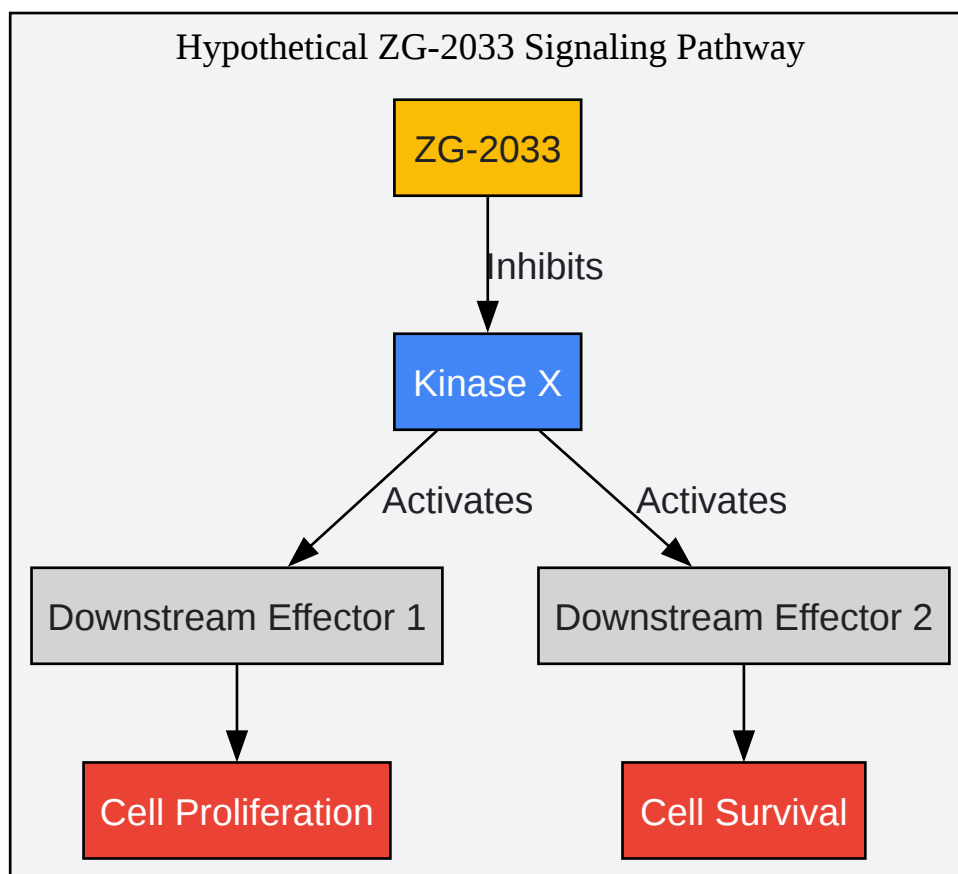 Hypothetical ZG-2033 Signaling Pathway
ZG-2033
Inhibits
Kinase X
Activates
Activates
Downstream Effector 1
Downstream Effector 2
Cell Proliferation
Cell Survival